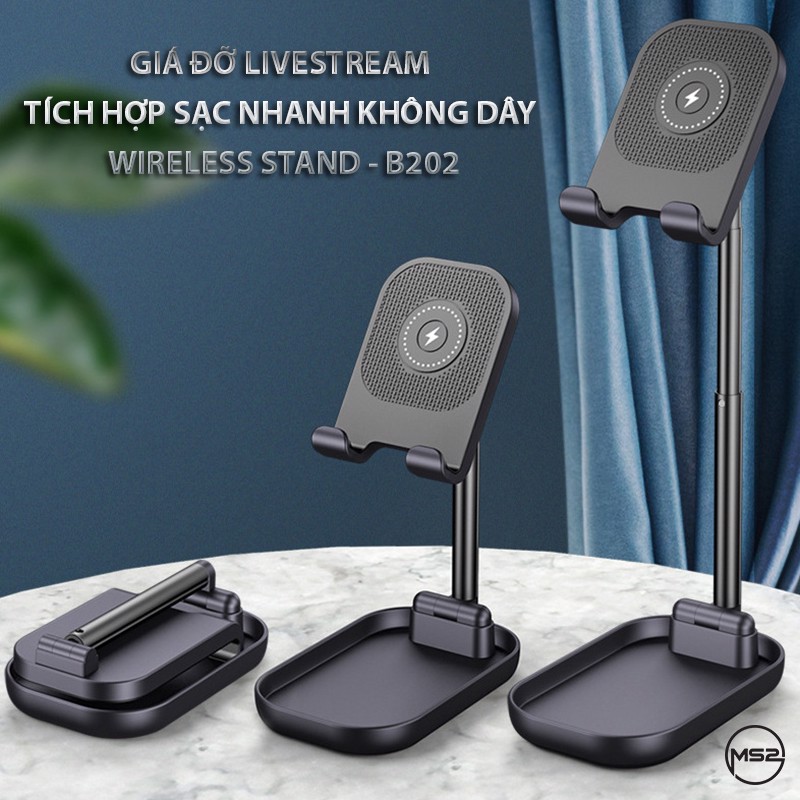 GIÁ ĐỠ LIVESTREAM
TÍCH HỢP SẠC NHANH KHÔNG DÂY
WIRELESS STAND - B202
MS2